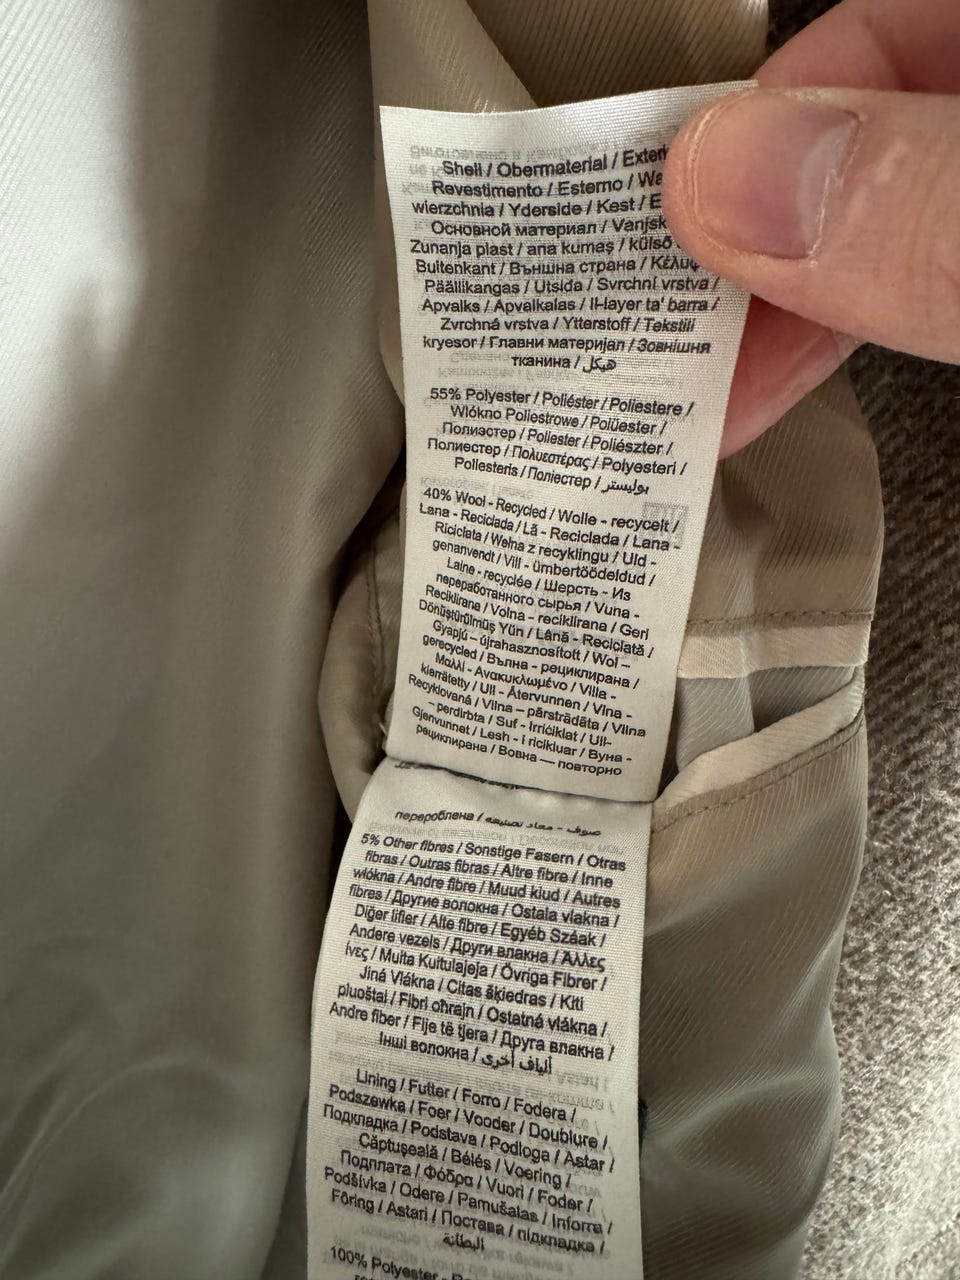 Shell / Obermaterial /
Revestimento / Esterno /
wierzchnia / Yderside / Kest /
Основной материал /
Zunanja plast / ana kumaş / külső
Buitenkant / Външна страна /
Päällikangas / Utsida / Svrchní vrstva /
Apvalks / Apvalkalas / Il-layer ta' barra /
Zvrchná vrstva / Ytterstoff / Tekstili
kryesor / Главни материјал / Зовнішня
тканина / هيكل
55% Polyester / Poliéster / Poliestere /
Włókno Poliestrowe / Polüester /
Полиэстер / Poliester / Poliészter /
Полиестер / Πολυεστέρας / Polyesteri /
Poliesteris / Поліестер / بوليستر
40% Wool - Recycled / Wolle - recycelt /
Lana - Reciclada / Lã - Reciclada / Lana -
Riciclata / Wełna z recyklingu / Uld -
genanvendt / Vill - ümbertöödeldud /
Laine - recyclée / Шерсть - Из
переработанного сырья / Vuna -
Reciklirana / Volna - reciklirana / Geri
Dönüştürülmüş Yün / Lână - Reciclată /
Gyapjú – újrahasznosított / Wol –
gerecycled / Вълна - рециклирана /
Μαλλί - Ανακυκλωμένο / Villa -
kierrätetty / Ull - Återvunnen / Vlna -
Recyklovaná / Vilna – pārstrādāta / Vilna
– perdirbta / Suf - Irriċiklat / Ull-
Gjenvunnet / Lesh - i ricikluar / Вуна -
рециклирана / Вовна — повторно
перероблена / صوف - معاد تصنيعه
5% Other fibres / Sonstige Fasern / Otras
fibras / Outras fibras / Altre fibre / Inne
włókna / Andre fibre / Muud kiud / Autres
fibres / Другие волокна / Ostala vlakna /
Diğer lifler / Alte fibre / Egyéb Száak /
Andere vezels / Други влакна / Άλλες
ίνες / Muita Kuitulajeja / Övriga Fibrer /
Jiná Vlákna / Citas šķiedras / Kiti
pluoštai / Fibri oħrajn / Ostatná vlákna /
Andre fiber / Fije të tjera / Друга влакна /
Інші волокна / ألياف أخرى
Lining / Futter / Forro / Fodera /
Podszewka / Foer / Vooder / Doublure /
Подкладка / Podstava / Podloga / Astar /
Căptuşeală / Bélés / Voering /
Подплата / Φόδρα / Vuori / Foder /
Podšívka / Odere / Pamušalas / Inforra /
Fôring / Astari / Постава / підкладка /
البطانة
100% Polyester -